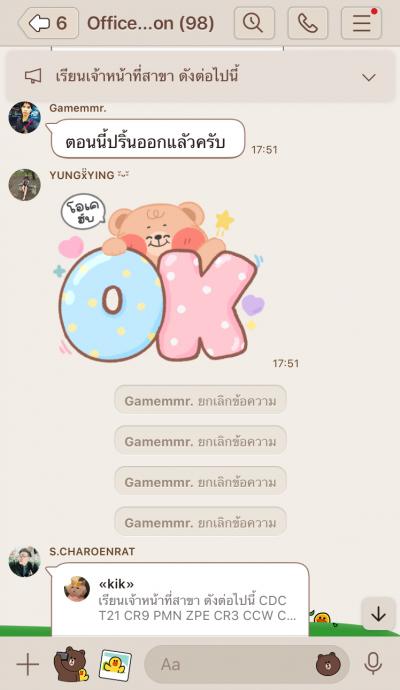 6 Office...on (98)
เรียนเจ้าหน้าที่สาขา ดังต่อไปนี้
Gamemmr.
ตอนนี้ปริ้นออกแล้วครับ
17:51
YUNGXYING
โอเค
ฮับ
OK
17:51
Gamemmr. ยกเลิกข้อความ
Gamemmr. ยกเลิกข้อความ
Gamemmr. ยกเลิกข้อความ
Gamemmr. ยกเลิกข้อความ
S.CHAROENRAT
«kik»
เรียนเจ้าหน้าที่สาขา ดังต่อไปนี้ CDC
T21 CR9 PMN ZPE CR3 CCW C...
Aa